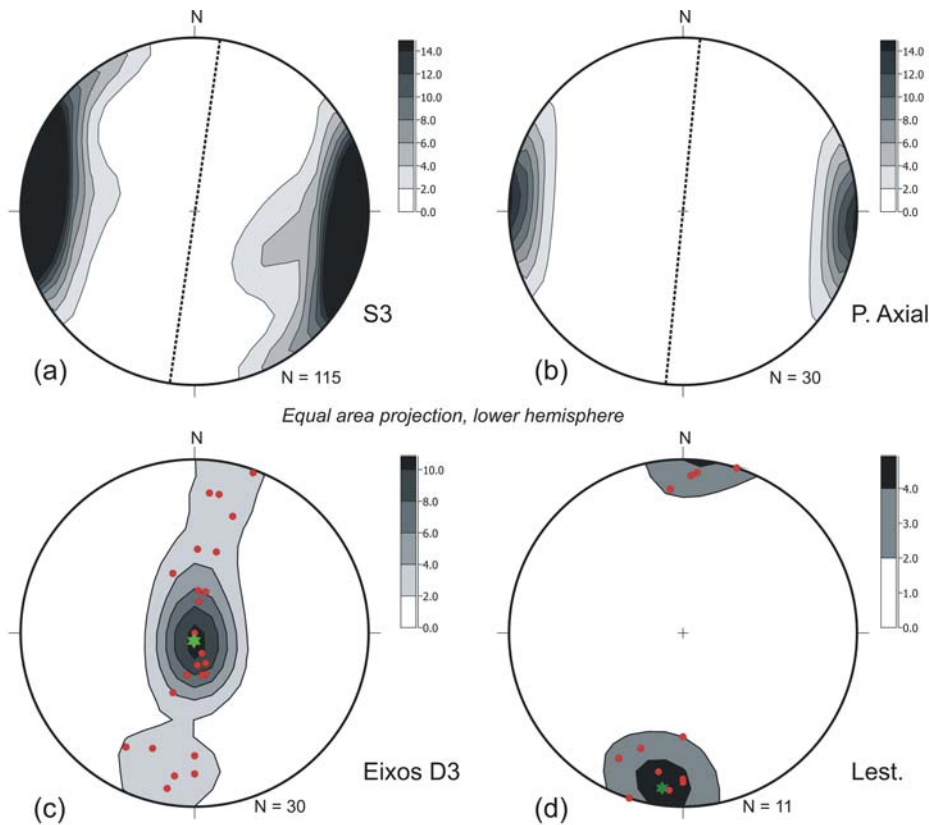 N
N
14.0
12.0
10.0
8.0
6.0
4.0
2.0
0.0
14.0
12.0
10.0
8.0
6.0
4.0
2.0
0.0
S3
P. Axial
(a)
N = 115
(b)
N = 30
Equal area projection, lower hemisphere
N
N
10.0
8.0
6.0
4.0
2.0
0.0
4.0
3.0
2.0
1.0
0.0
Eixos D3
Lest.
(c)
N = 30
(d)
N = 11